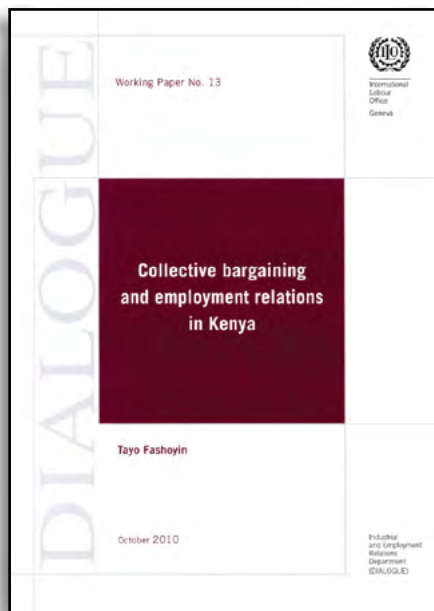 DIALOGUE
Working Paper No. 13
International
Labour
Office
Geneva
Collective bargaining
and employment relations
in Kenya
Tayo Fashoyin
October 2010
Industrial
and Employment
Relations
Department
(DIALOGUE)